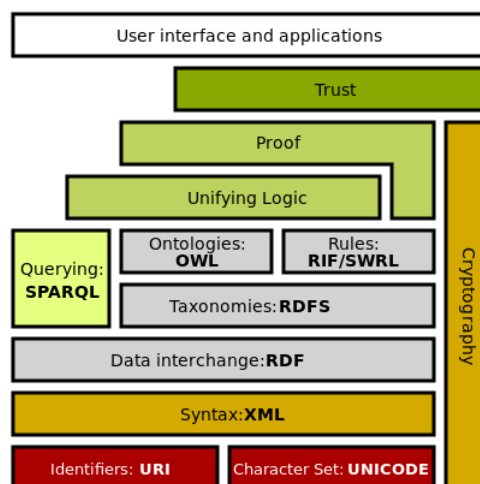 User interface and applications
Trust
Proof
Unifying Logic
Querying:
SPARQL
Ontologies:
OWL
Rules:
RIF/SWRL
Taxonomies:RDFS
Cryptography
Data interchange:RDF
Syntax:XML
Identifiers: URI
Character Set: UNICODE